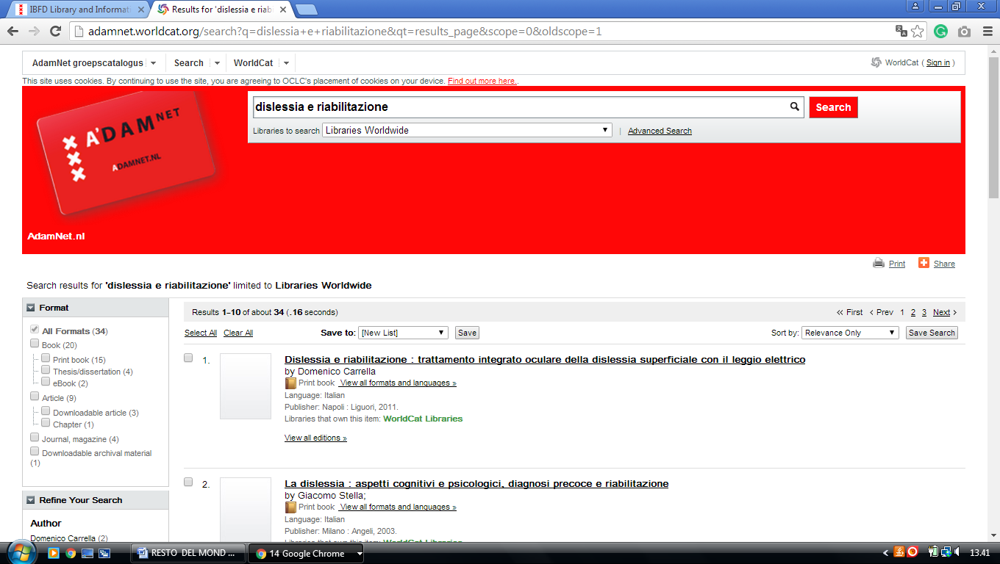 IBFD Library and Informati
Results for 'dislessia e riab
adamnet.worldcat.org/search?q=dislessia+e+riabilitazione&qt=results_page&scope=0&oldscope=1
AdamNet groepscatalogus Search WorldCat WorldCat ( Sign in )
This site uses cookies. By continuing to use the site, you are agreeing to OCLC's placement of cookies on your device. Find out more here..
A'DAMNET
ADAMNET.NL
AdamNet.nl
dislessia e riabilitazione Search
Libraries to search Libraries Worldwide | Advanced Search
Print Share
Search results for 'dislessia e riabilitazione' limited to Libraries Worldwide
Format
All Formats (34)
Book (20)
Print book (15)
Thesis/dissertation (4)
eBook (2)
Article (9)
Downloadable article (3)
Chapter (1)
Journal, magazine (4)
Downloadable archival material
(1)
Refine Your Search
Author
Domenico Carrella (2)
Results 1-10 of about 34 (.16 seconds) « First ‹ Prev 1 2 3 Next ›
Select All Clear All Save to: [New List] Save Sort by: Relevance Only Save Search
1. Dislessia e riabilitazione : trattamento integrato oculare della dislessia superficiale con il leggio elettrico
by Domenico Carrella
Print book View all formats and languages »
Language: Italian
Publisher: Napoli : Liguori, 2011.
Libraries that own this item: WorldCat Libraries
View all editions »
2. La dislessia : aspetti cognitivi e psicologici, diagnosi precoce e riabilitazione
by Giacomo Stella;
Print book View all formats and languages »
Language: Italian
Publisher: Milano : Angeli, 2003.
Libraries that own this item: WorldCat Libraries
RESTO DEL MOND ... 14 Google Chrome 13.41